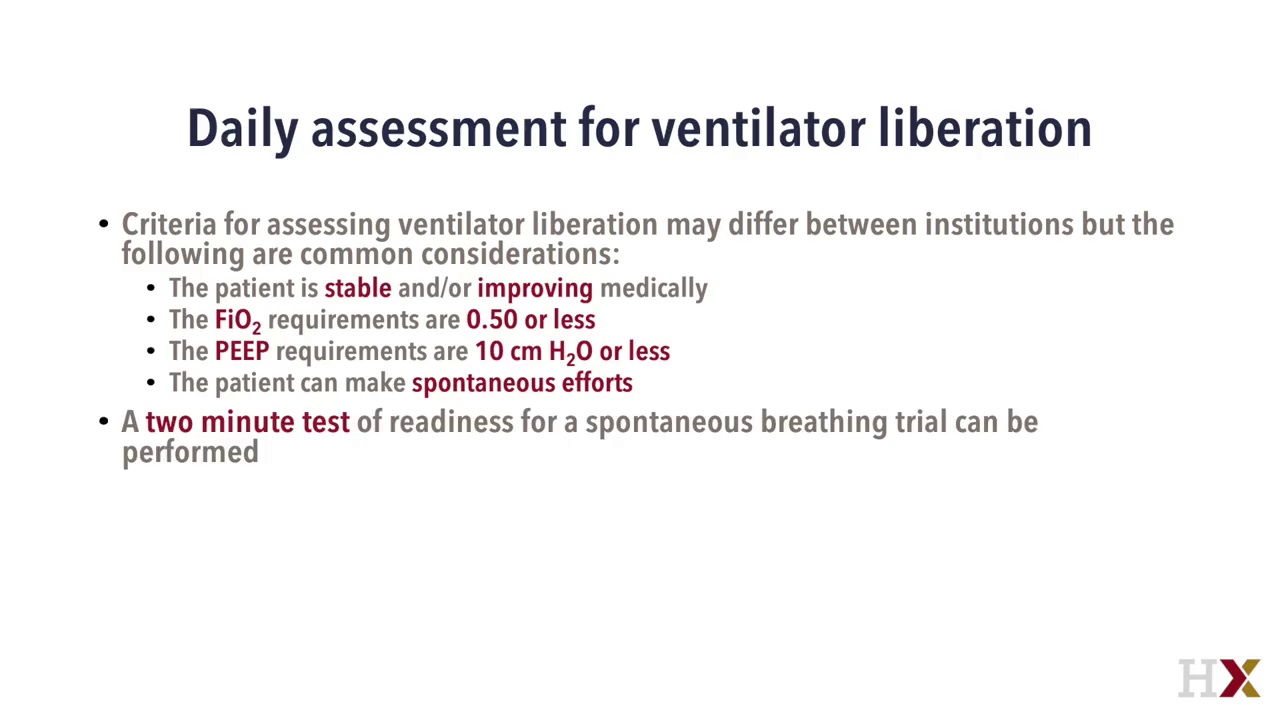 Daily assessment for ventilator liberation
• Criteria for assessing ventilator liberation may differ between institutions but the
following are common considerations:
• The patient is stable and/or improving medically
• The FiO₂ requirements are 0.50 or less
• The PEEP requirements are 10 cm H₂O or less
• The patient can make spontaneous efforts
• A two minute test of readiness for a spontaneous breathing trial can be
performed
HX